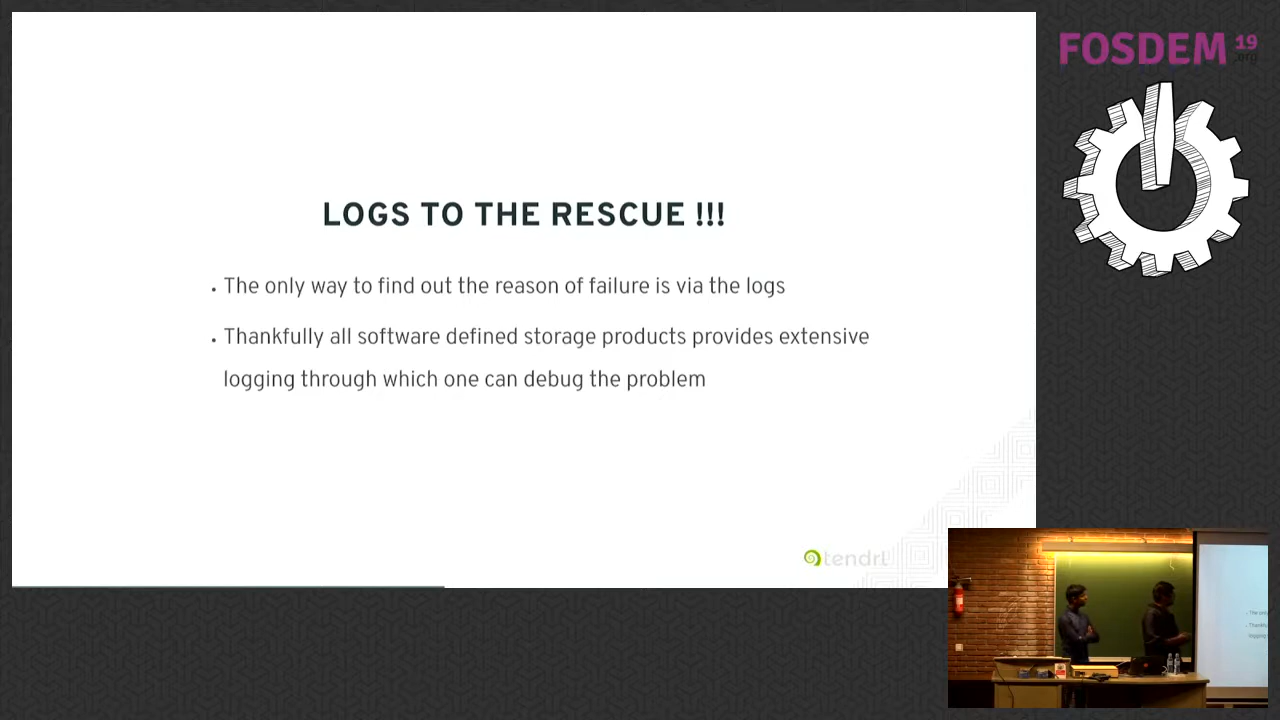 FOSDEM 19
.org
LOGS TO THE RESCUE !!!
• The only way to find out the reason of failure is via the logs
• Thankfully all software defined storage products provides extensive
logging through which one can debug the problem
tendrl